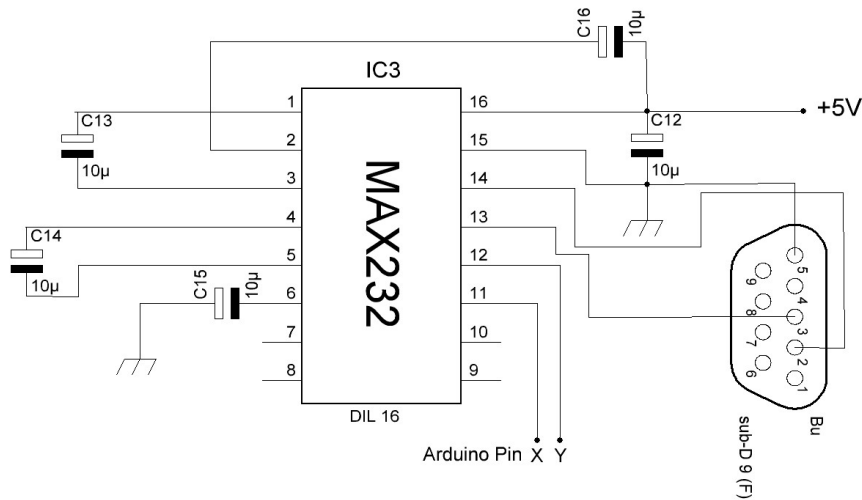 C16
10µ
IC3
1
16
+5V
C13
C12
2
15
10µ
10µ
3
14
MAX232
4
13
C14
5
12
10µ
C15
10µ
6
11
7
10
8
9
5
9
4
8
3
7
2
6
1
DIL 16
Bu
sub-D 9 (F)
Arduino Pin X Y